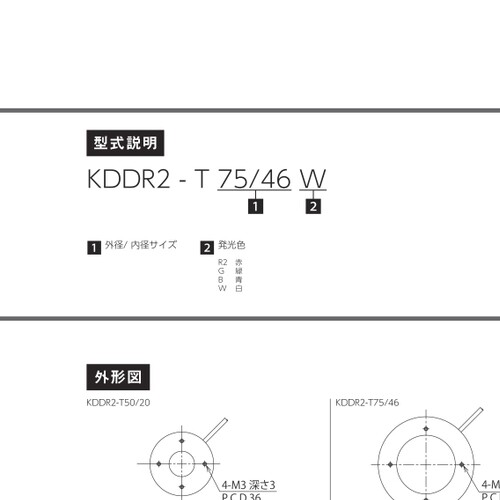 型式説明
KDDR2 - T 75/46 W
1 2
1 外径/ 内径サイズ 2 発光色
R2 赤
G 緑
B 青
W 白
外形図
KDDR2-T50/20 KDDR2-T75/46
4-M3 深さ3
P.C.D.36